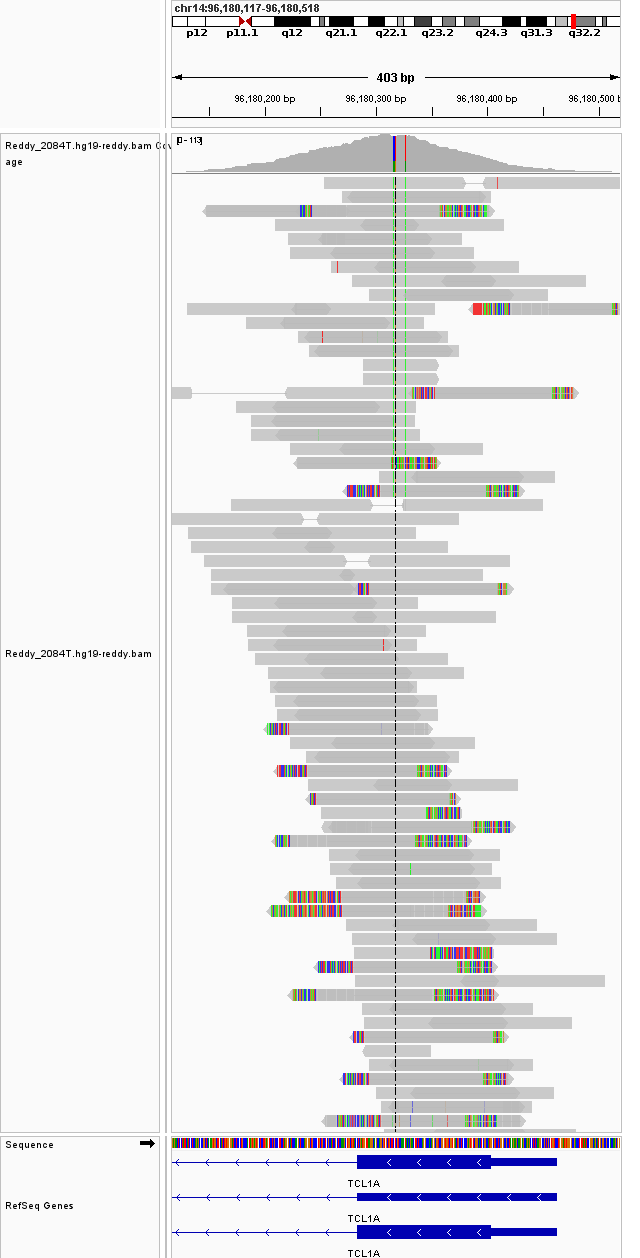 chr14:96,180,117-96,180,518
p12 p11.1 q12 q21.1 q22.1 q23.2 q24.3 q31.3 q32.2
403 bp
96,180,200 bp 96,180,300 bp 96,180,400 bp 96,180,500 b
Reddy_2084T.hg19-reddy.bam Cov
age
[0 - 113]
Reddy_2084T.hg19-reddy.bam
Sequence
TCL1A
RefSeq Genes
TCL1A
TCL1A